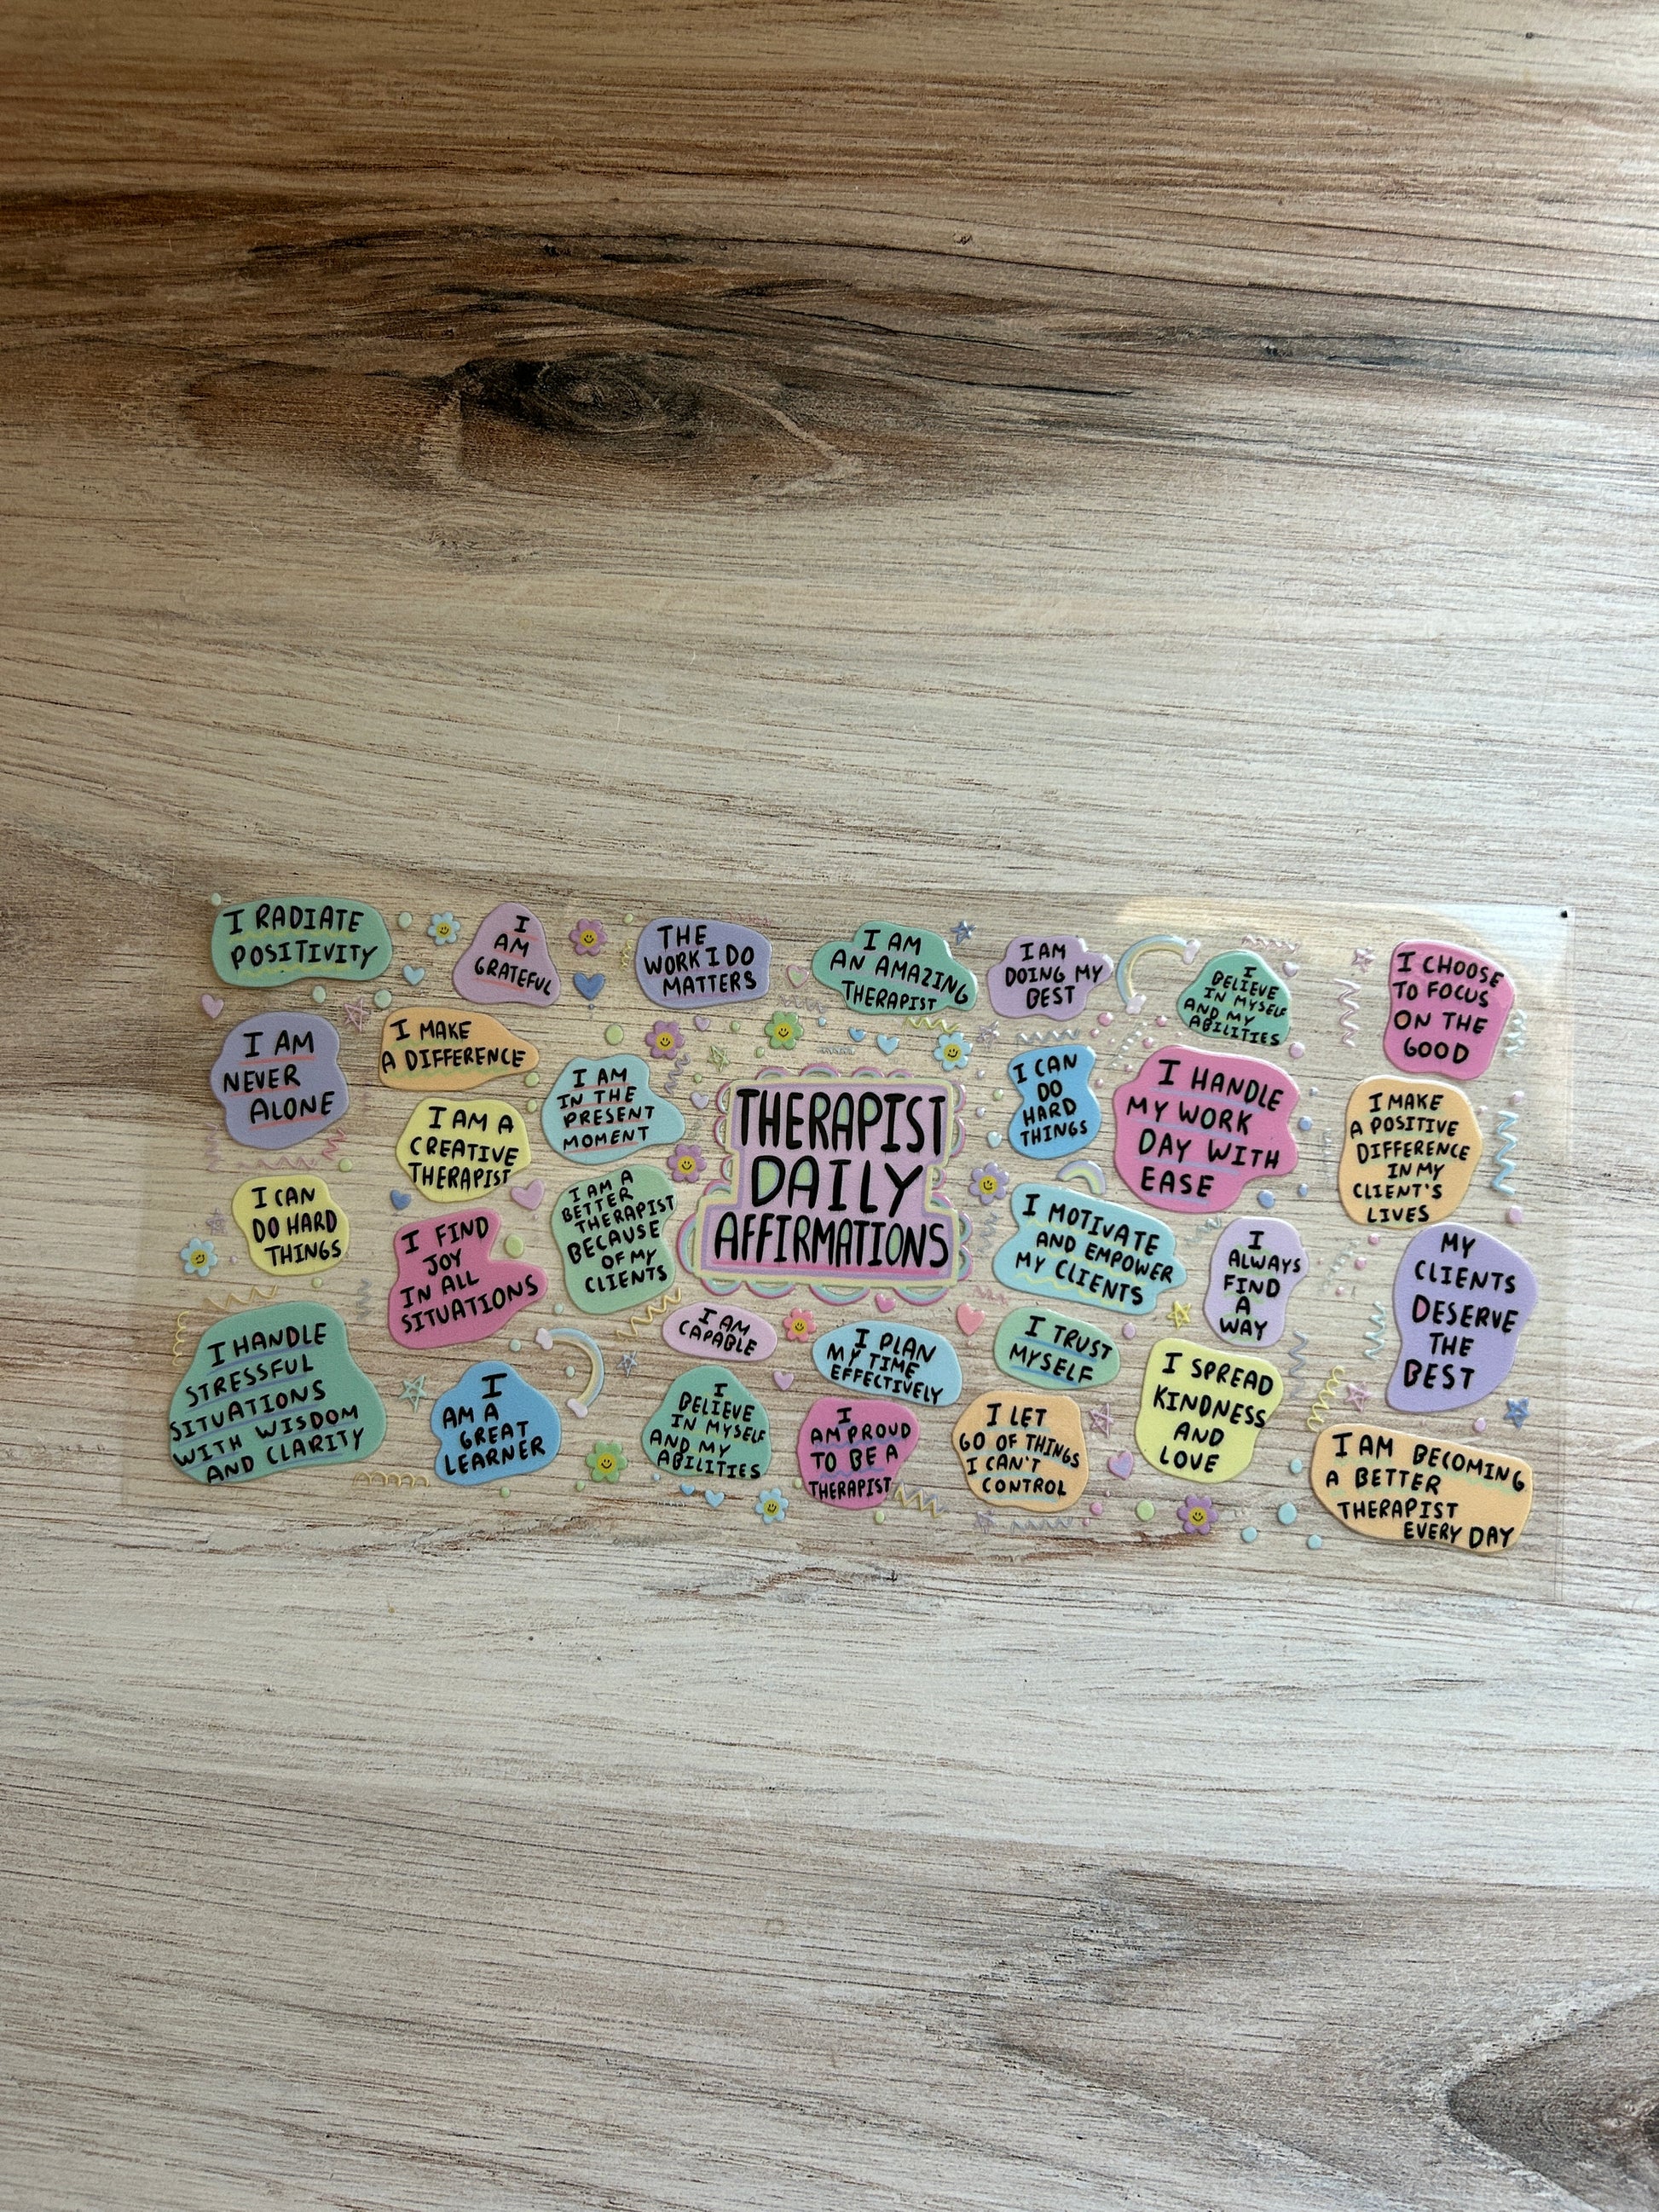 I RADIATE
POSITIVITY
I
AM
GRATEFUL
THE
WORK I DO
MATTERS
I AM
AN AMAZING
THERAPIST
I AM
DOING MY
BEST
I
BELIEVE
IN MYSELF
AND MY
ABILITIES
I CHOOSE
TO FOCUS
ON THE
GOOD
I AM
NEVER
ALONE
I MAKE
A DIFFERENCE
I AM
IN THE
PRESENT
MOMENT
I CAN
DO
HARD
THINGS
I HANDLE
MY WORK
DAY WITH
EASE
I MAKE
A POSITIVE
DIFFERENCE
IN MY
CLIENT'S
LIVES
I AM A
CREATIVE
THERAPIST
THERAPIST
DAILY
AFFIRMATIONS
I CAN
DO HARD
THINGS
I FIND
JOY
IN ALL
SITUATIONS
I AM A
BETTER
THERAPIST
BECAUSE
OF MY
CLIENTS
I MOTIVATE
AND EMPOWER
MY CLIENTS
I
ALWAYS
FIND
A
WAY
MY
CLIENTS
DESERVE
THE
BEST
I HANDLE
STRESSFUL
SITUATIONS
WITH WISDOM
AND CLARITY
I
AM A
GREAT
LEARNER
I AM
CAPABLE
I
BELIEVE
IN MYSELF
AND MY
ABILITIES
I PLAN
MY TIME
EFFECTIVELY
I
AM PROUD
TO BE A
THERAPIST
I TRUST
MYSELF
I LET
GO OF THINGS
I CAN'T
CONTROL
I SPREAD
KINDNESS
AND
LOVE
I AM BECOMING
A BETTER
THERAPIST
EVERY DAY